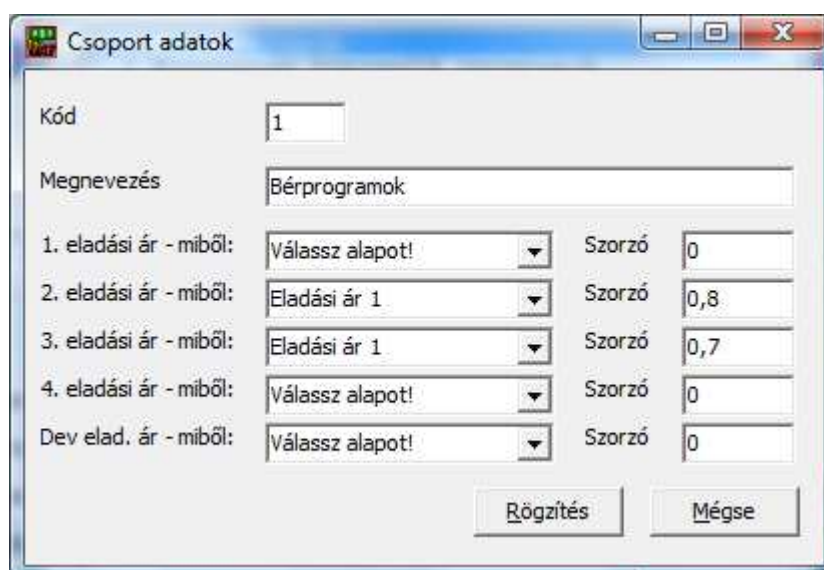 Csoport adatok
Kód 1
Megnevezés Bérprogramok
1. eladási ár - miből: Válassz alapot! Szorzó 0
2. eladási ár - miből: Eladási ár 1 Szorzó 0,8
3. eladási ár - miből: Eladási ár 1 Szorzó 0,7
4. eladási ár - miből: Válassz alapot! Szorzó 0
Dev elad. ár - miből: Válassz alapot! Szorzó 0
Rögzítés Mégse